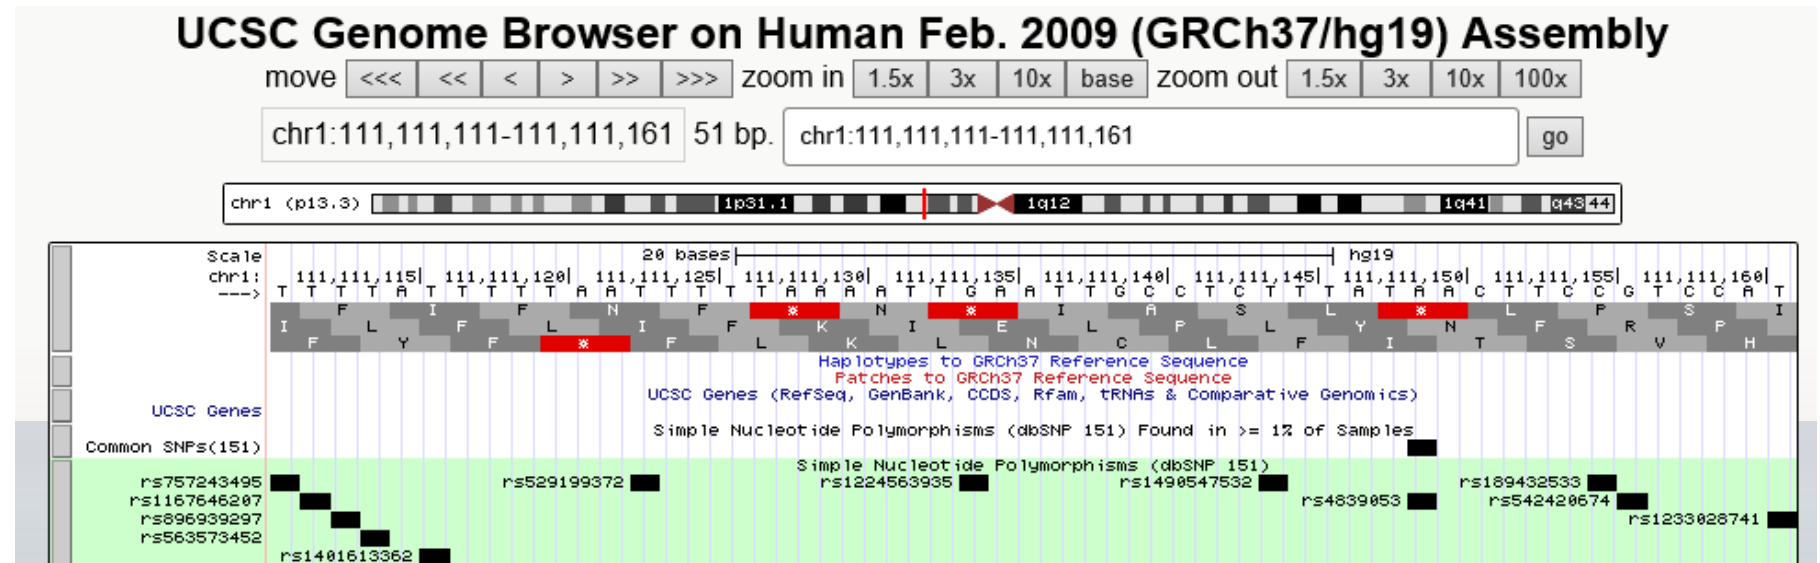 UCSC Genome Browser on Human Feb. 2009 (GRCh37/hg19) Assembly
move <<< << < > >> >>> zoom in 1.5x 3x 10x base zoom out 1.5x 3x 10x 100x
chr1:111,111,111-111,111,161 51 bp. chr1:111,111,111-111,111,161 go
chr1 (p13.3) 1p31.1 1q12 1q41 q43 44
Scale 20 bases hg19
chr1: 111,111,115| 111,111,120| 111,111,125| 111,111,130| 111,111,135| 111,111,140| 111,111,145| 111,111,150| 111,111,155| 111,111,160|
---> T T T T A T T T T T A A T T T T T A A A A T T G A A T T G C C T C T T T A T A A C T T C C G T C C A T
F I F N F * N * I A S L * L P S I
I L F L I F K I E L P L Y N F R P
F Y F * F L K L N C L F I T S V H
Haplotypes to GRCh37 Reference Sequence
Patches to GRCh37 Reference Sequence
UCSC Genes (RefSeq, GenBank, CCDS, Rfam, tRNAs & Comparative Genomics)
UCSC Genes
Simple Nucleotide Polymorphisms (dbSNP 151) Found in >= 1% of Samples
Common SNPs(151)
Simple Nucleotide Polymorphisms (dbSNP 151)
rs757243495 rs529199372 rs1224563935 rs1490547532 rs189432533
rs1167646207 rs4839053 rs542420674
rs896939297 rs1233028741
rs563573452
rs1401613362